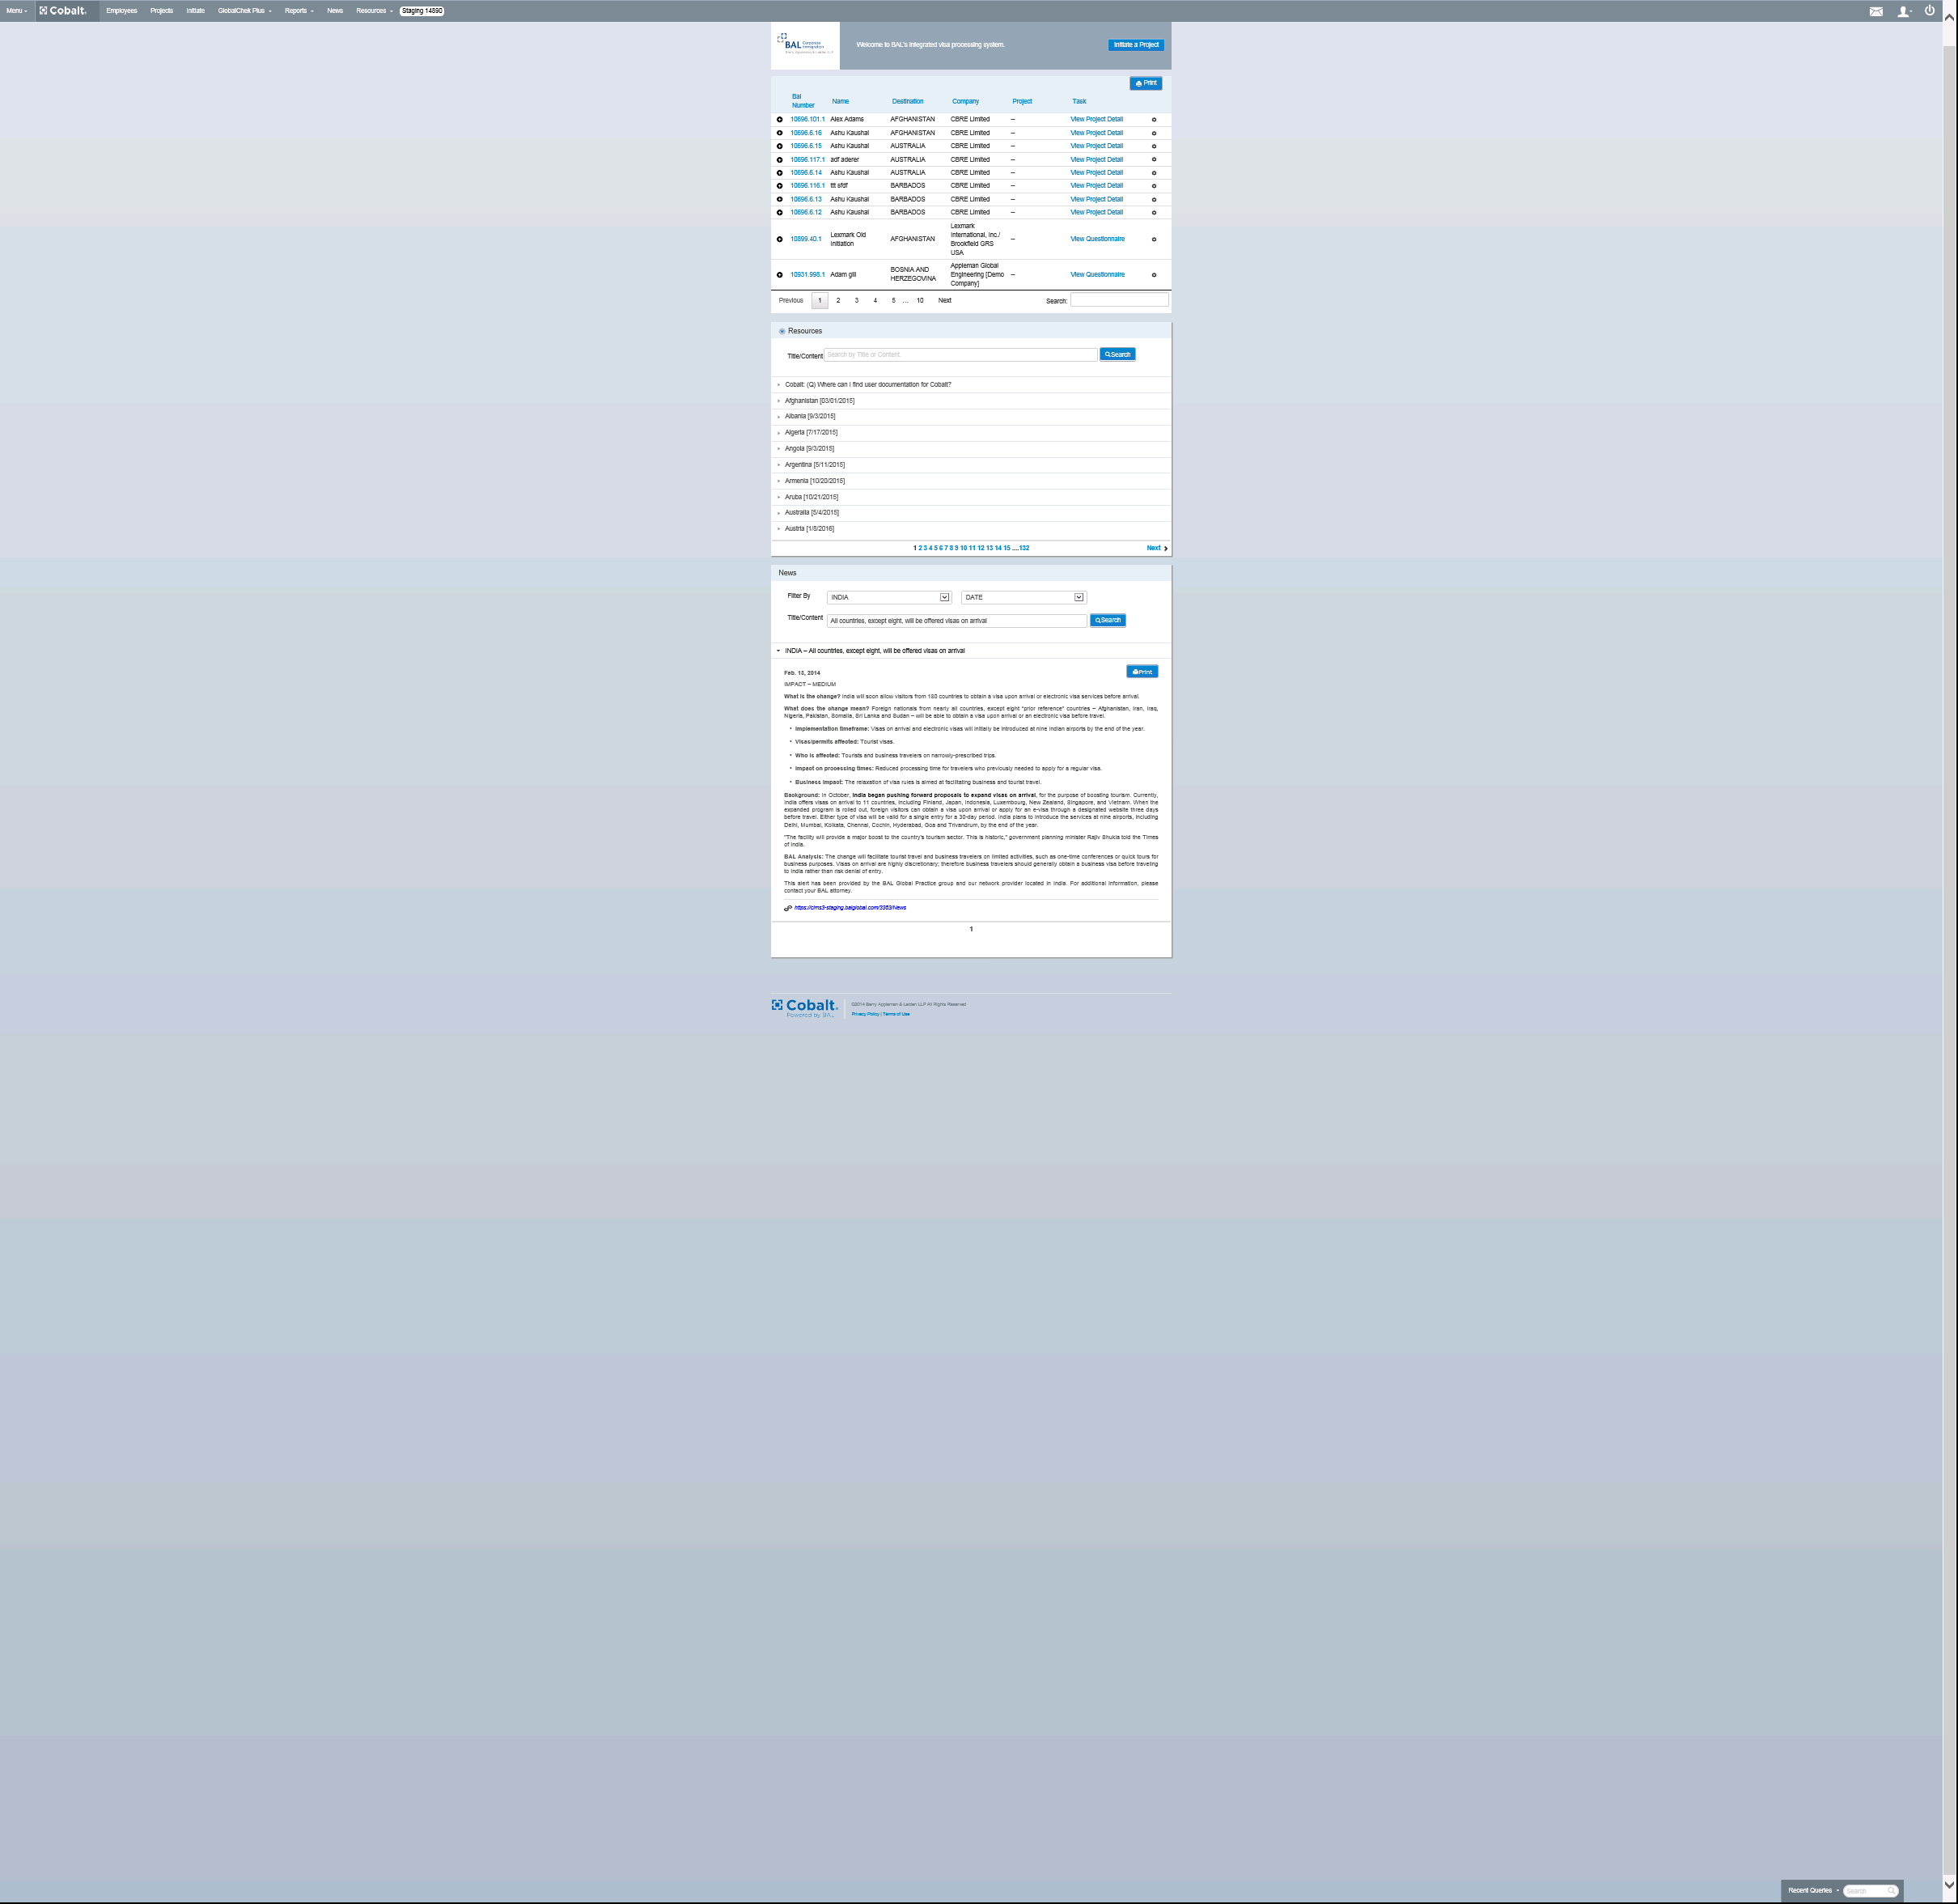 Menu Cobalt. Employees Projects Initiate GlobalChek Plus Reports News Resources Staging 14890
BAL Corporate Immigration
Welcome to BAL's integrated visa processing system.
Initiate a Project
Print
Bal Number Name Destination Company Project Task
10696.101.1 Alex Adams AFGHANISTAN CBRE Limited -- View Project Detail
10696.6.16 Ashu Kaushal AFGHANISTAN CBRE Limited -- View Project Detail
10696.6.15 Ashu Kaushal AUSTRALIA CBRE Limited -- View Project Detail
10696.117.1 adf aderer AUSTRALIA CBRE Limited -- View Project Detail
10696.6.14 Ashu Kaushal AUSTRALIA CBRE Limited -- View Project Detail
10696.116.1 ttt sfdf BARBADOS CBRE Limited -- View Project Detail
10696.6.13 Ashu Kaushal BARBADOS CBRE Limited -- View Project Detail
10696.6.12 Ashu Kaushal BARBADOS CBRE Limited -- View Project Detail
10899.40.1 Lexmark Old Initiation AFGHANISTAN Lexmark International, Inc./ Brookfield GRS USA -- View Questionnaire
10931.995.1 Adam gill BOSNIA AND HERZEGOVINA Appleman Global Engineering [Demo Company] -- View Questionnaire
Previous 1 2 3 4 5 … 10 Next Search:
Resources
Title/Content Search by Title or Content. Search
Cobalt: (Q) Where can I find user documentation for Cobalt?
Afghanistan [03/01/2015]
Albania [9/3/2015]
Algeria [7/17/2015]
Angola [9/3/2015]
Argentina [5/11/2015]
Armenia [10/20/2015]
Aruba [10/21/2015]
Australia [5/4/2015]
Austria [1/8/2016]
1 2 3 4 5 6 7 8 9 10 11 12 13 14 15 ....132 Next
News
Filter By INDIA DATE
Title/Content All countries, except eight, will be offered visas on arrival Search
INDIA – All countries, except eight, will be offered visas on arrival
Print
Feb. 13, 2014
IMPACT – MEDIUM
What is the change? India will soon allow visitors from 180 countries to obtain a visa upon arrival or electronic visa services before arrival.
What does the change mean? Foreign nationals from nearly all countries, except eight "prior reference" countries – Afghanistan, Iran, Iraq,
Nigeria, Pakistan, Somalia, Sri Lanka and Sudan – will be able to obtain a visa upon arrival or an electronic visa before travel.
• Implementation timeframe: Visas on arrival and electronic visas will initially be introduced at nine Indian airports by the end of the year.
• Visas/permits affected: Tourist visas.
• Who is affected: Tourists and business travelers on narrowly-prescribed trips.
• Impact on processing times: Reduced processing time for travelers who previously needed to apply for a regular visa.
• Business impact: The relaxation of visa rules is aimed at facilitating business and tourist travel.
Background: In October, India began pushing forward proposals to expand visas on arrival, for the purpose of boosting tourism. Currently,
India offers visas on arrival to 11 countries, including Finland, Japan, Indonesia, Luxembourg, New Zealand, Singapore, and Vietnam. When the
expanded program is rolled out, foreign visitors can obtain a visa upon arrival or apply for an e-visa through a designated website three days
before travel. Either type of visa will be valid for a single entry for a 30-day period. India plans to introduce the services at nine airports, including
Delhi, Mumbai, Kolkata, Chennai, Cochin, Hyderabad, Goa and Trivandrum, by the end of the year.
"The facility will provide a major boost to the country's tourism sector. This is historic," government planning minister Rajiv Shukla told the Times
of India.
BAL Analysis: The change will facilitate tourist travel and business travelers on limited activities, such as one-time conferences or quick tours for
business purposes. Visas on arrival are highly discretionary; therefore business travelers should generally obtain a business visa before traveling
to India rather than risk denial of entry.
This alert has been provided by the BAL Global Practice group and our network provider located in India. For additional information, please
contact your BAL attorney.
https://cims3-staging.balglobal.com/3383/News
1
Cobalt.
Powered by BAL
©2014 Berry Appleman & Leiden LLP All Rights Reserved
Privacy Policy | Terms of Use
Recent Queries Search